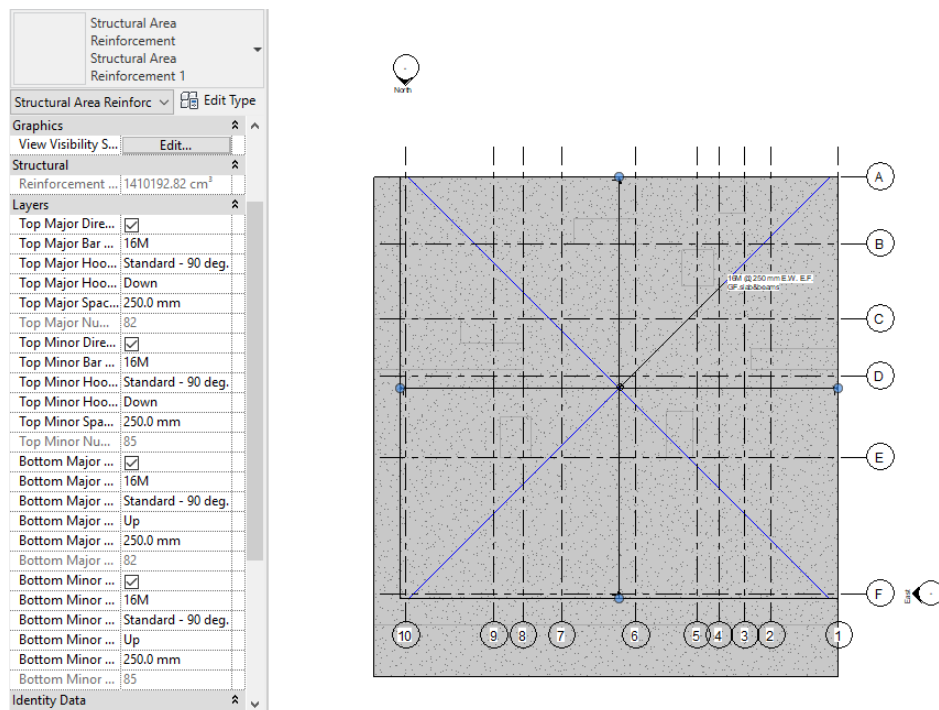 Structural Area
Reinforcement
Structural Area
Reinforcement 1
Structural Area Reinforc
Edit Type
Graphics
View Visibility S... Edit...
Structural
Reinforcement ... 1410192.82 cm³
Layers
Top Major Dire...
Top Major Bar ... 16M
Top Major Hoo... Standard - 90 deg.
Top Major Hoo... Down
Top Major Spac... 250.0 mm
Top Major Nu... 82
Top Minor Dire...
Top Minor Bar ... 16M
Top Minor Hoo... Standard - 90 deg.
Top Minor Hoo... Down
Top Minor Spa... 250.0 mm
Top Minor Nu... 85
Bottom Major ...
Bottom Major ... 16M
Bottom Major ... Standard - 90 deg.
Bottom Major ... Up
Bottom Major ... 250.0 mm
Bottom Major ... 82
Bottom Minor ...
Bottom Minor ... 16M
Bottom Minor ... Standard - 90 deg.
Bottom Minor ... Up
Bottom Minor ... 250.0 mm
Bottom Minor ... 85
Identity Data
North
A
B
16M @ 250 mm E.W. E.F.
GF slab&beams
C
D
E
F
East
10 9 8 7 6 5 4 3 2 1